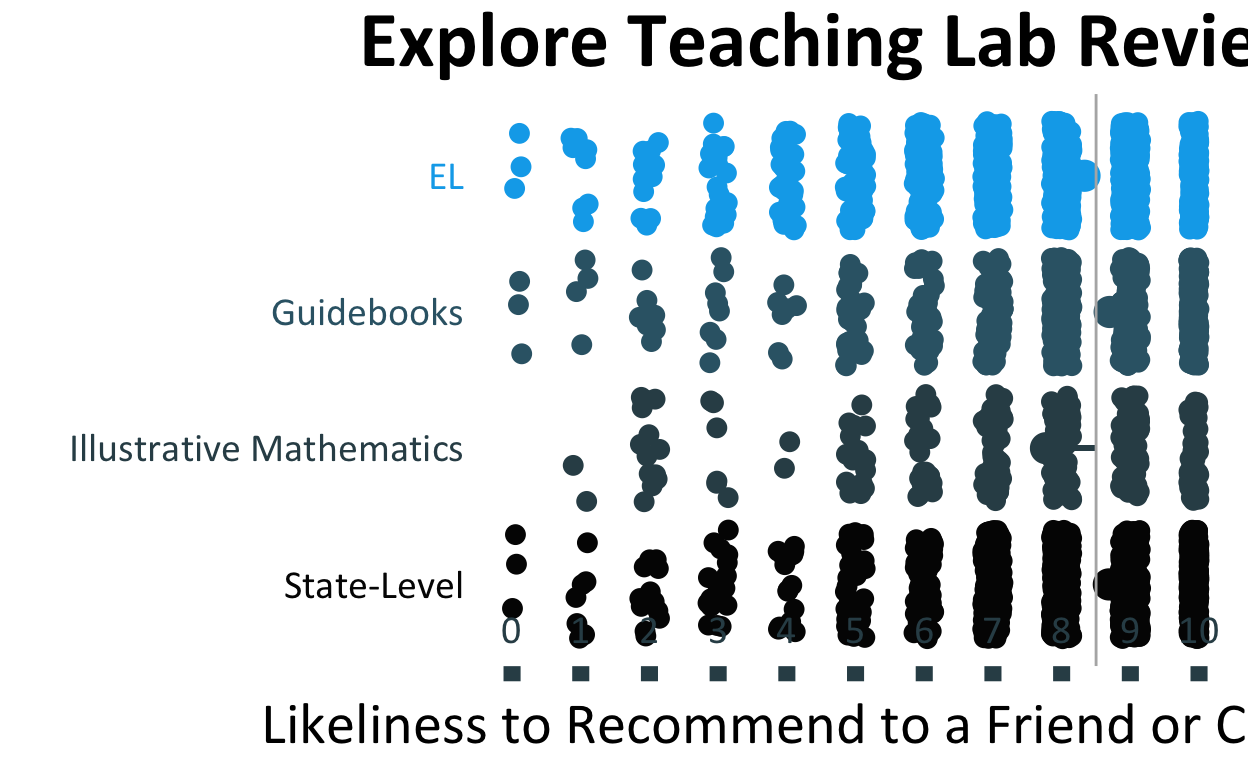 Explore Teaching Lab Revie
EL
Guidebooks
Illustrative Mathematics
State-Level
0 1 2 3 4 5 6 7 8 9 10
Likeliness to Recommend to a Friend or C